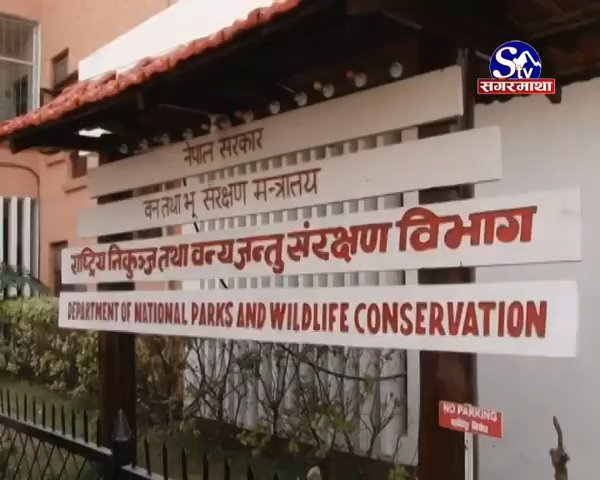 STV
सगरमाथा
नेपाल सरकार
वन तथा भू संरक्षण मन्त्रालय
राष्ट्रिय निकुञ्ज तथा वन्यजन्तु संरक्षण विभाग
DEPARTMENT OF NATIONAL PARKS AND WILDLIFE CONSERVATION
NO PARKING